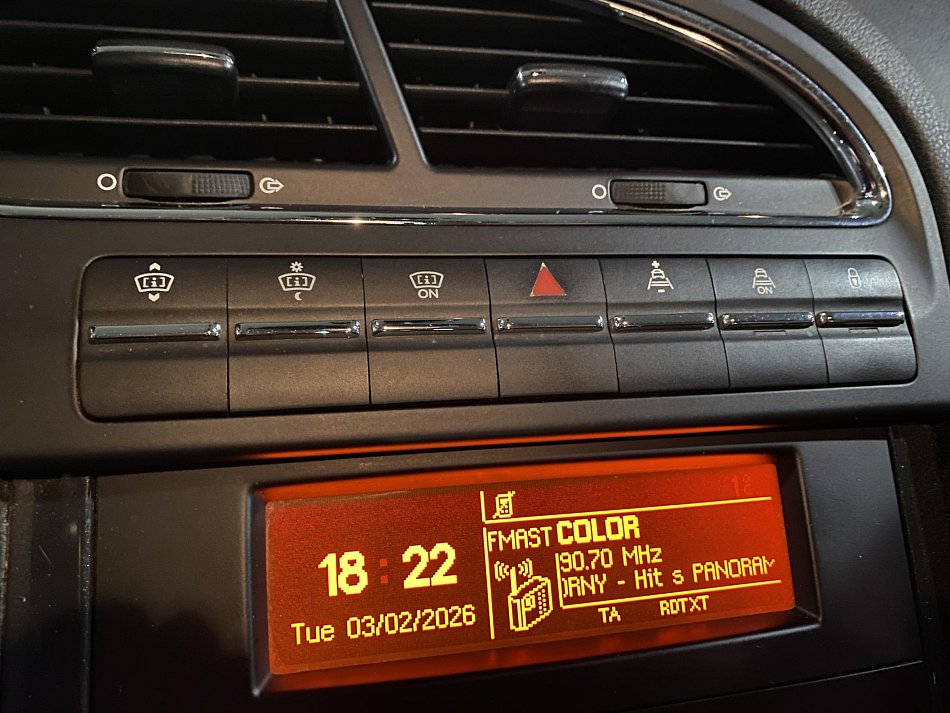 ON
ON
18:22
Tue 03/02/2026
FMAST COLOR
90.70 MHz
RNY - Hit s PANORAM
TA RDTXT